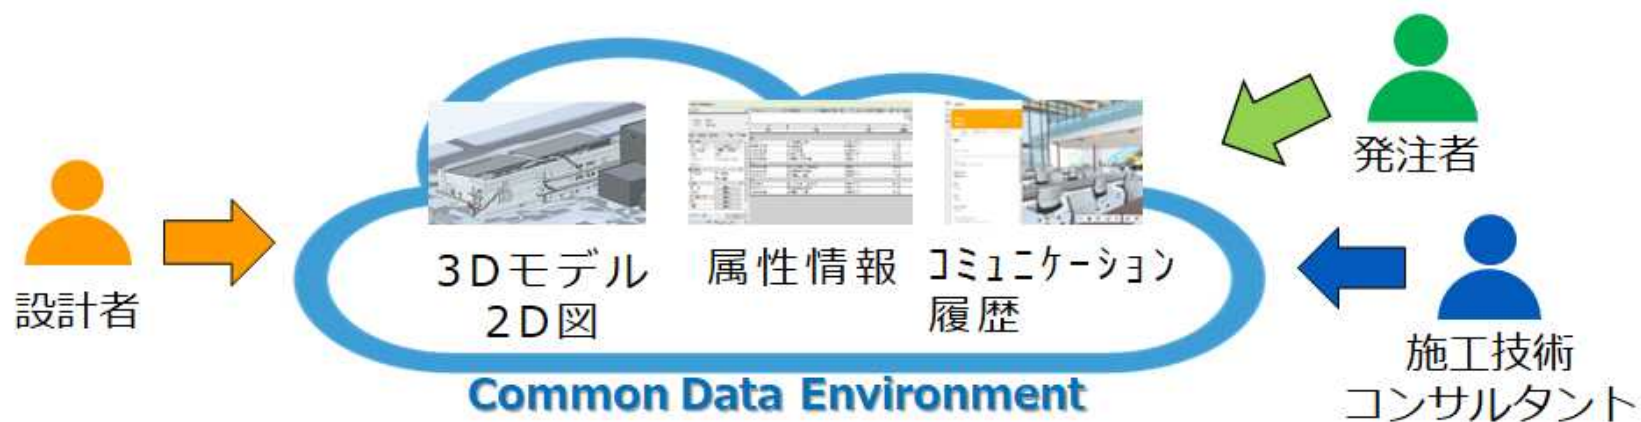 発注者
設計者
3Dモデル
2D図
属性情報
ｺﾐｭﾆｹｰｼｮﾝ
履歴
施工技術
コンサルタント
Common Data Environment